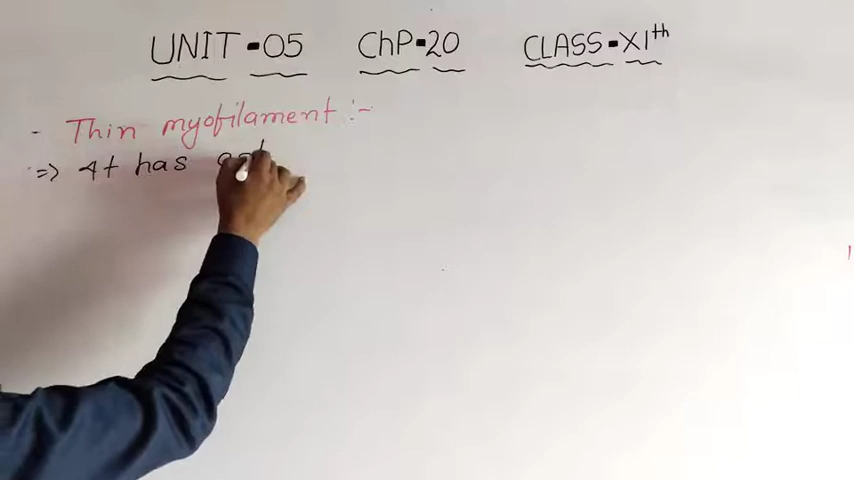 UNIT-05 ChP-20 CLASS-XIth
- Thin myofilament :-
=> It has